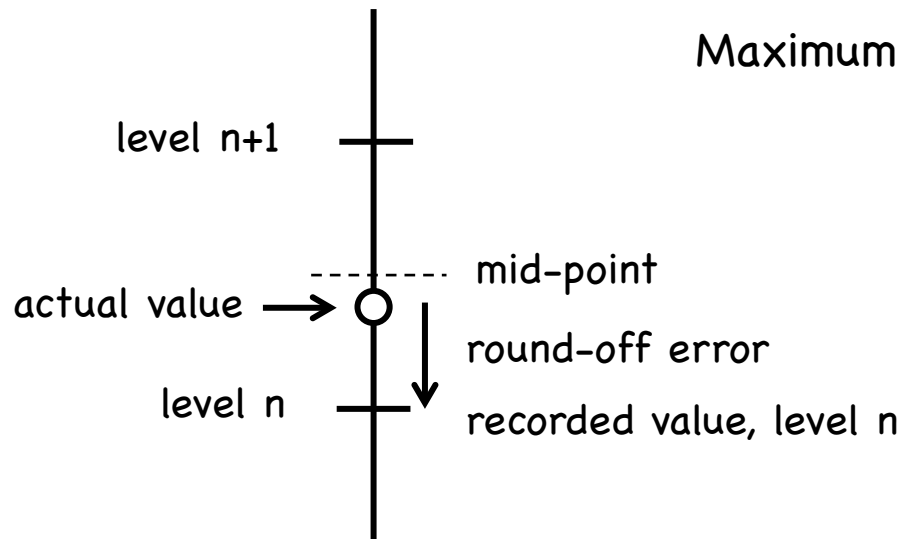 Maximum
level n+1
mid-point
actual value
round-off error
level n
recorded value, level n